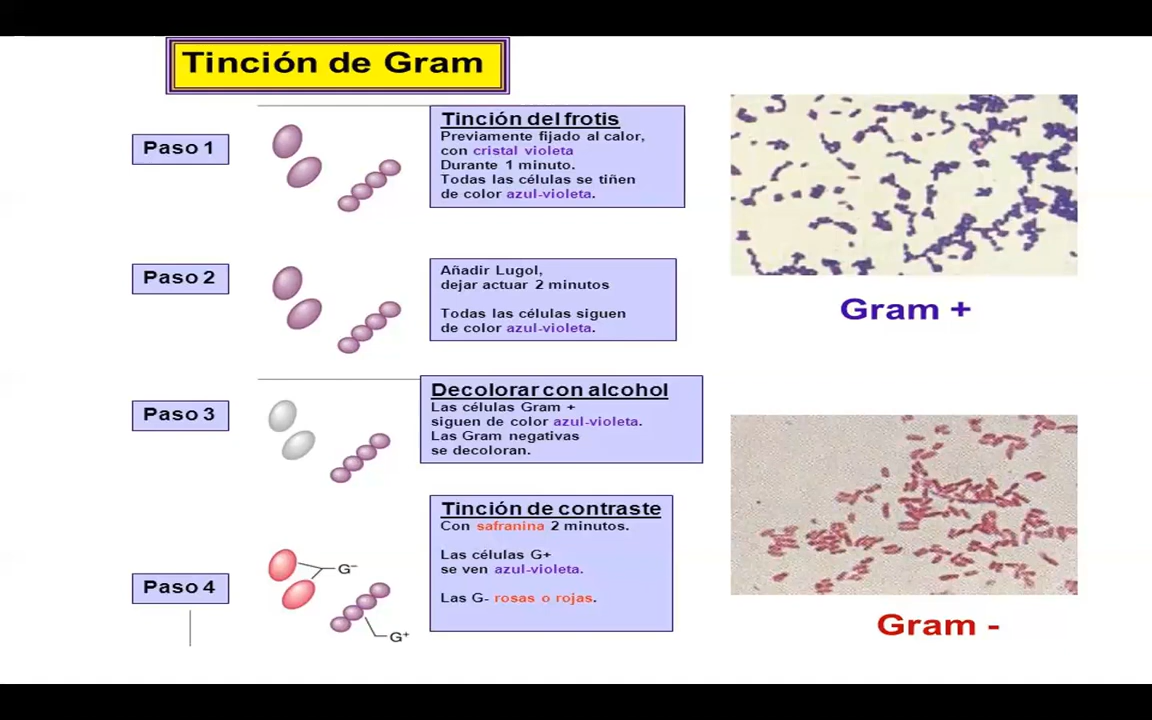 Tinción de Gram
Paso 1
Tinción del frotis
Previamente fijado al calor,
con cristal violeta
Durante 1 minuto.
Todas las células se tiñen
de color azul-violeta.
Paso 2
Añadir Lugol,
dejar actuar 2 minutos
Todas las células siguen
de color azul-violeta.
Paso 3
Decolorar con alcohol
Las células Gram +
siguen de color azul-violeta.
Las Gram negativas
se decoloran.
Paso 4
G⁻
G⁺
Tinción de contraste
Con safranina 2 minutos.
Las células G+
se ven azul-violeta.
Las G- rosas o rojas.
Gram +
Gram -